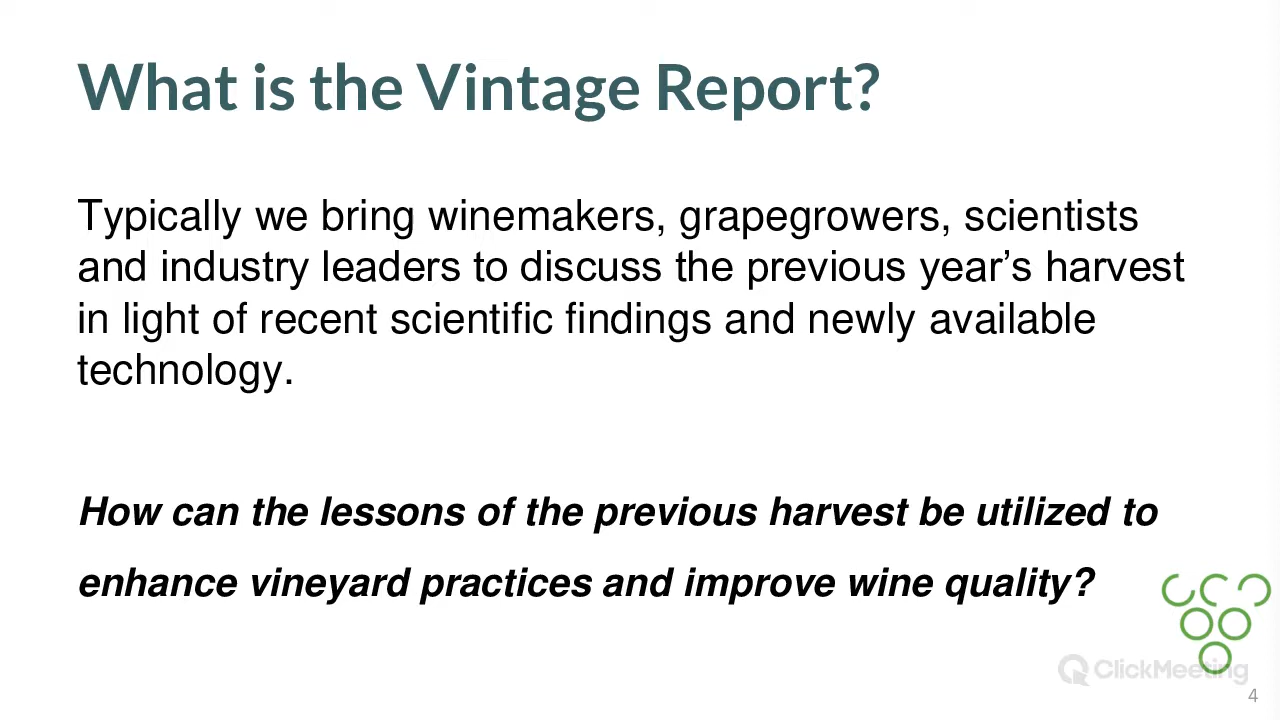 What is the Vintage Report?
Typically we bring winemakers, grapegrowers, scientists
and industry leaders to discuss the previous year’s harvest
in light of recent scientific findings and newly available
technology.
How can the lessons of the previous harvest be utilized to
enhance vineyard practices and improve wine quality?
ClickMeeting
4